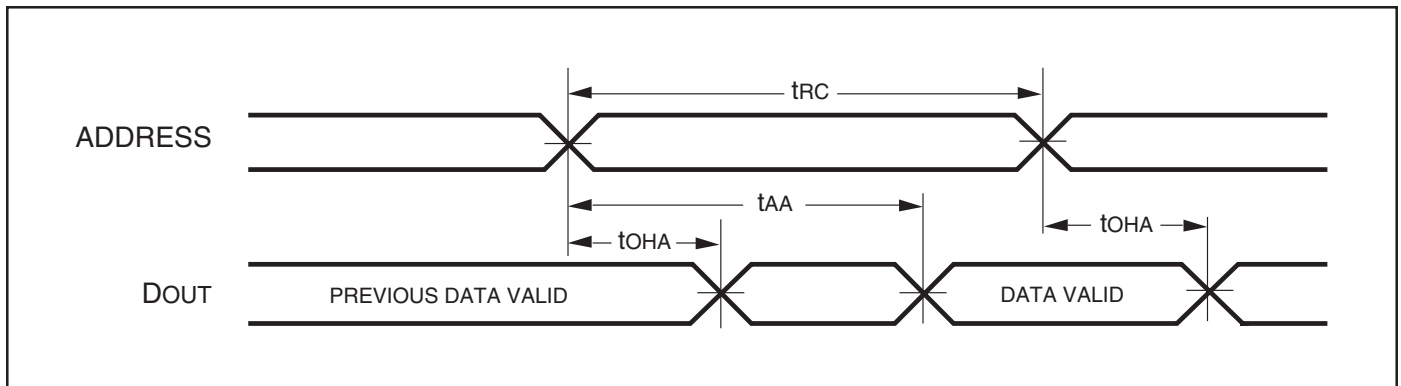 tRC
ADDRESS
tAA
tOHA
tOHA
DOUT
PREVIOUS DATA VALID
DATA VALID